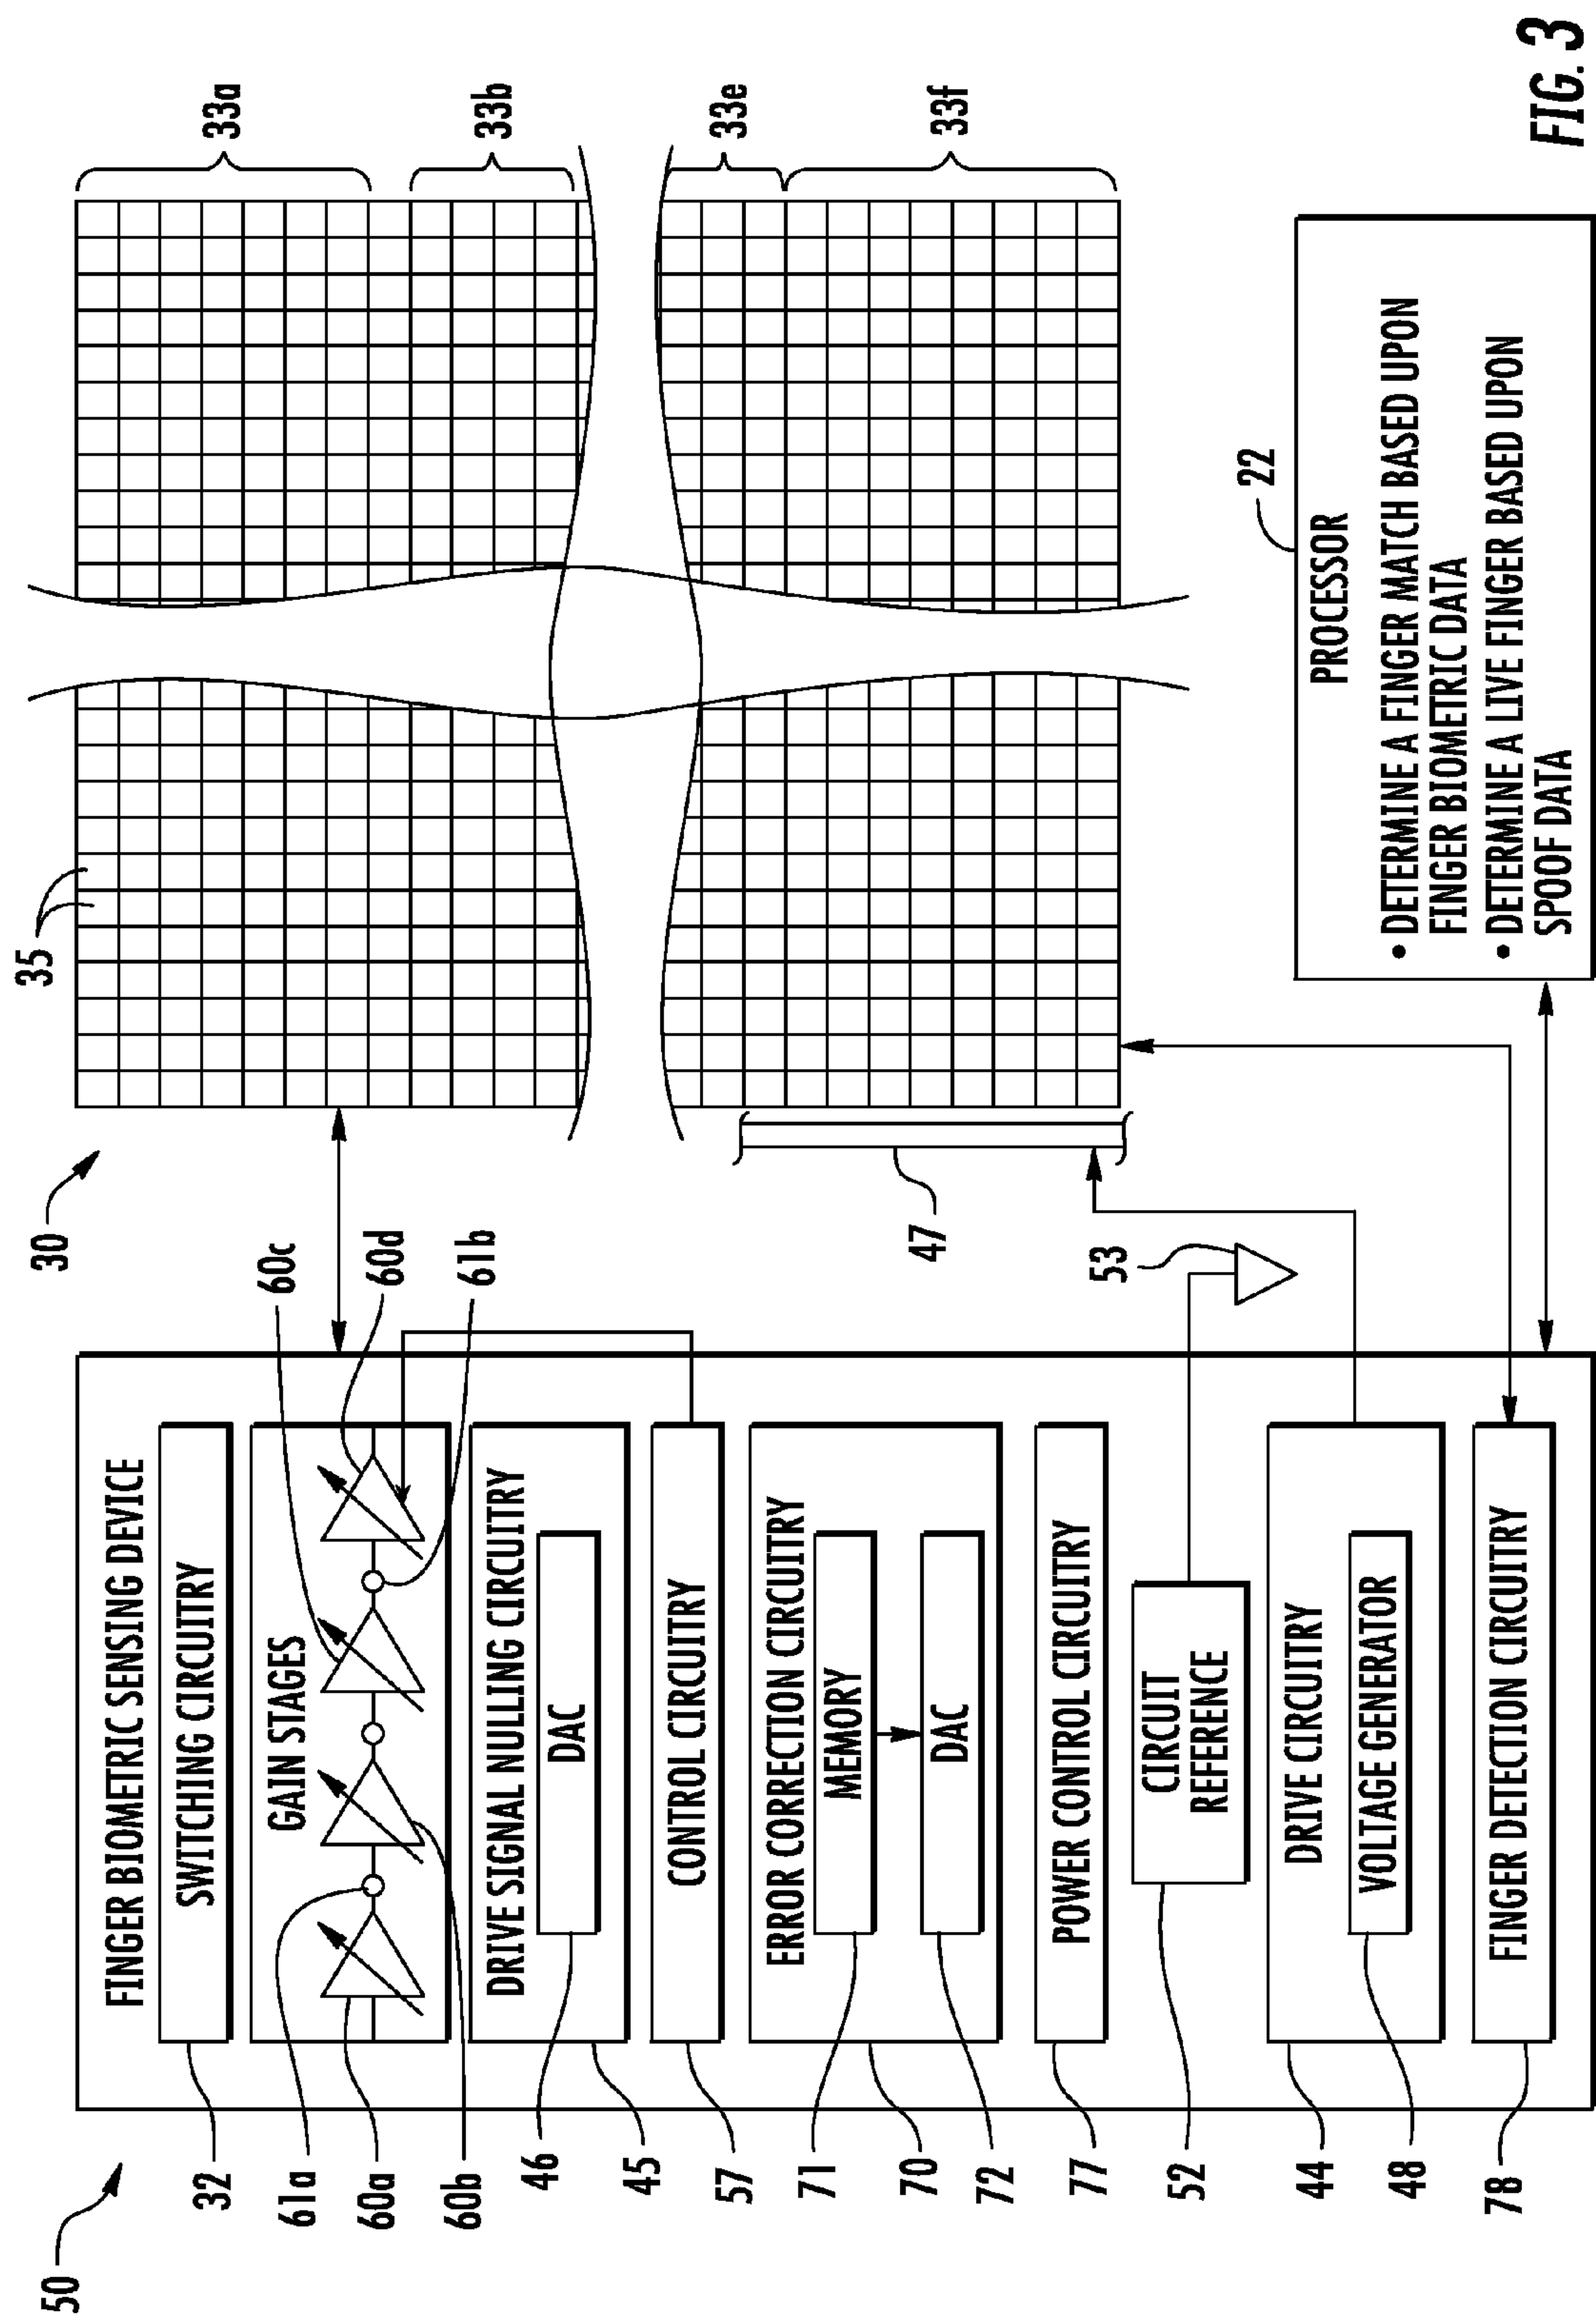 50
FINGER BIOMETRIC SENSING DEVICE
32
SWITCHING CIRCUITRY
61a
60a
60b
GAIN STAGES
60c
60d
61b
46
45
DRIVE SIGNAL NULLING CIRCUITRY
DAC
57
CONTROL CIRCUITRY
71
70
72
ERROR CORRECTION CIRCUITRY
MEMORY
DAC
77
POWER CONTROL CIRCUITRY
52
CIRCUIT
REFERENCE
53
44
DRIVE CIRCUITRY
48
VOLTAGE GENERATOR
78
FINGER DETECTION CIRCUITRY
30
35
33a
33b
33e
33f
47
22
PROCESSOR
• DETERMINE A FINGER MATCH BASED UPON
FINGER BIOMETRIC DATA
• DETERMINE A LIVE FINGER BASED UPON
SPOOF DATA
FIG. 3